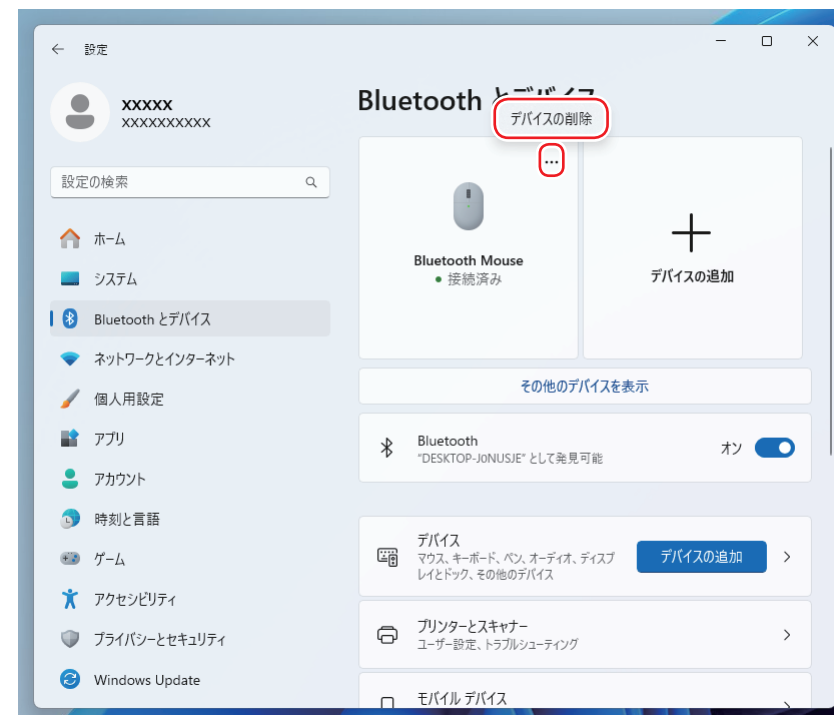 設定
xxxxx
xxxxxxxxxx
設定の検索
ホーム
システム
Bluetooth とデバイス
ネットワークとインターネット
個人用設定
アプリ
アカウント
時刻と言語
ゲーム
アクセシビリティ
プライバシーとセキュリティ
Windows Update
Bluetooth とデバイス
デバイスの削除
...
Bluetooth Mouse
接続済み
デバイスの追加
その他のデバイスを表示
Bluetooth
"DESKTOP-J0NUSJE" として発見可能
オン
デバイス
マウス、キーボード、ペン、オーディオ、ディスプ
レイとドック、その他のデバイス
デバイスの追加
プリンターとスキャナー
ユーザー設定、トラブルシューティング
モバイル デバイス